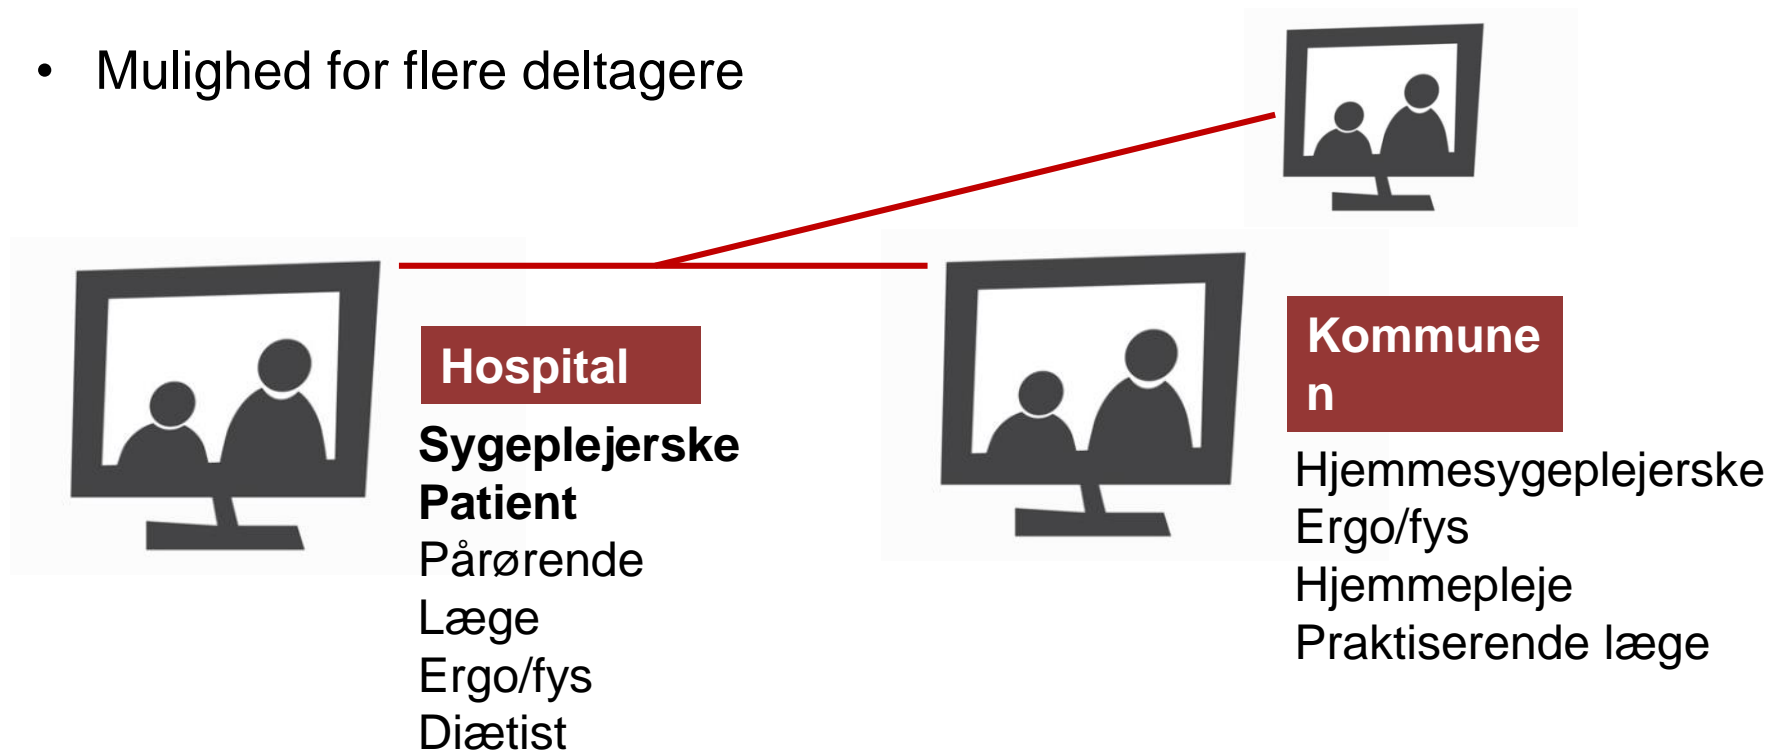 • Mulighed for flere deltagere
Hospital
Sygeplejerske
Patient
Pårørende
Læge
Ergo/fys
Diætist
Kommune
n
Hjemmesygeplejerske
Ergo/fys
Hjemmepleje
Praktiserende læge